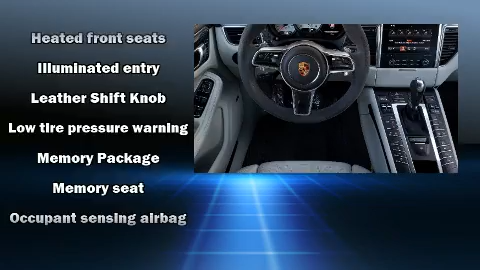 Heated front seats
Illuminated entry
Leather Shift Knob
Low tire pressure warning
Memory Package
Memory seat
Occupant sensing airbag